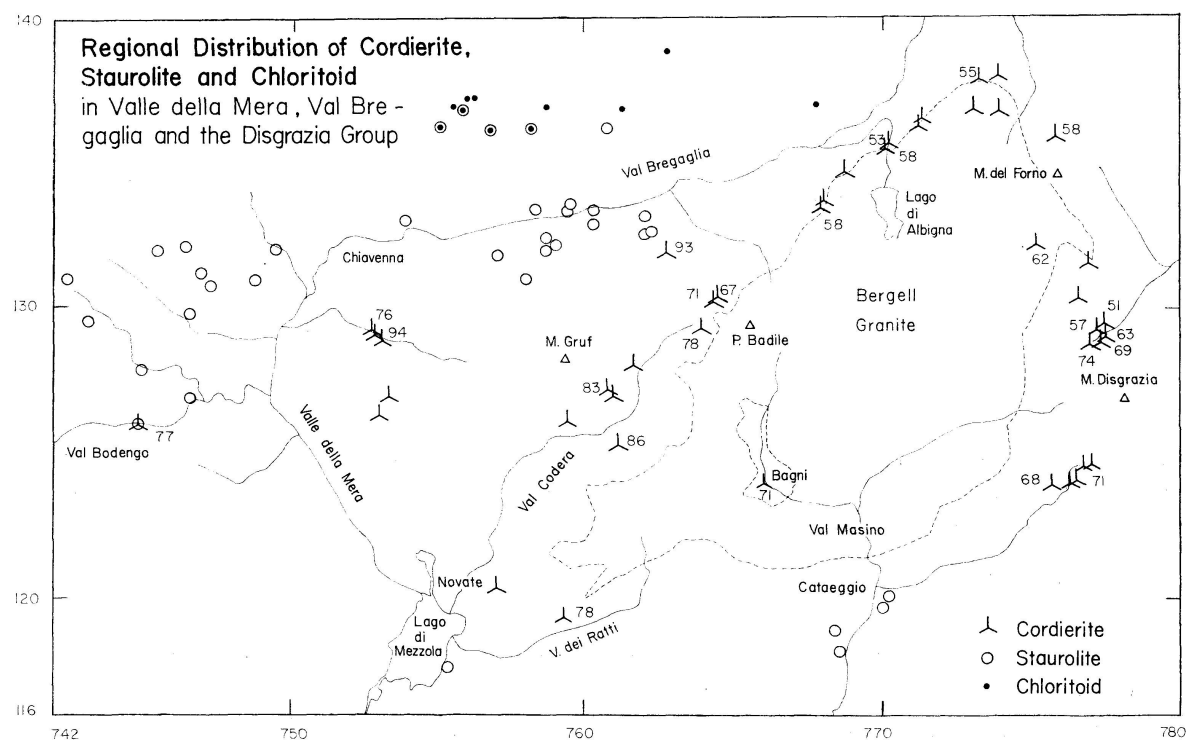 140
Regional Distribution of Cordierite,
Staurolite and Chloritoid
in Valle della Mera, Val Bre-
gaglia and the Disgrazia Group
55
58
53
58
Val Bregaglia
M. del Forno
Lago
di
Albigna
58
93
62
Chiavenna
130
76
94
71
67
78
Bergell
Granite
51
57
63
69
74
M. Gruf
P. Badile
M. Disgrazia
83
77
Val Bodengo
Valle della Mera
86
Val Codera
Bagni
71
68
71
Val Masino
120
Novate
Cataeggio
78
V. dei Ratti
Lago
di
Mezzola
Cordierite
Staurolite
Chloritoid
116
742
750
760
770
780